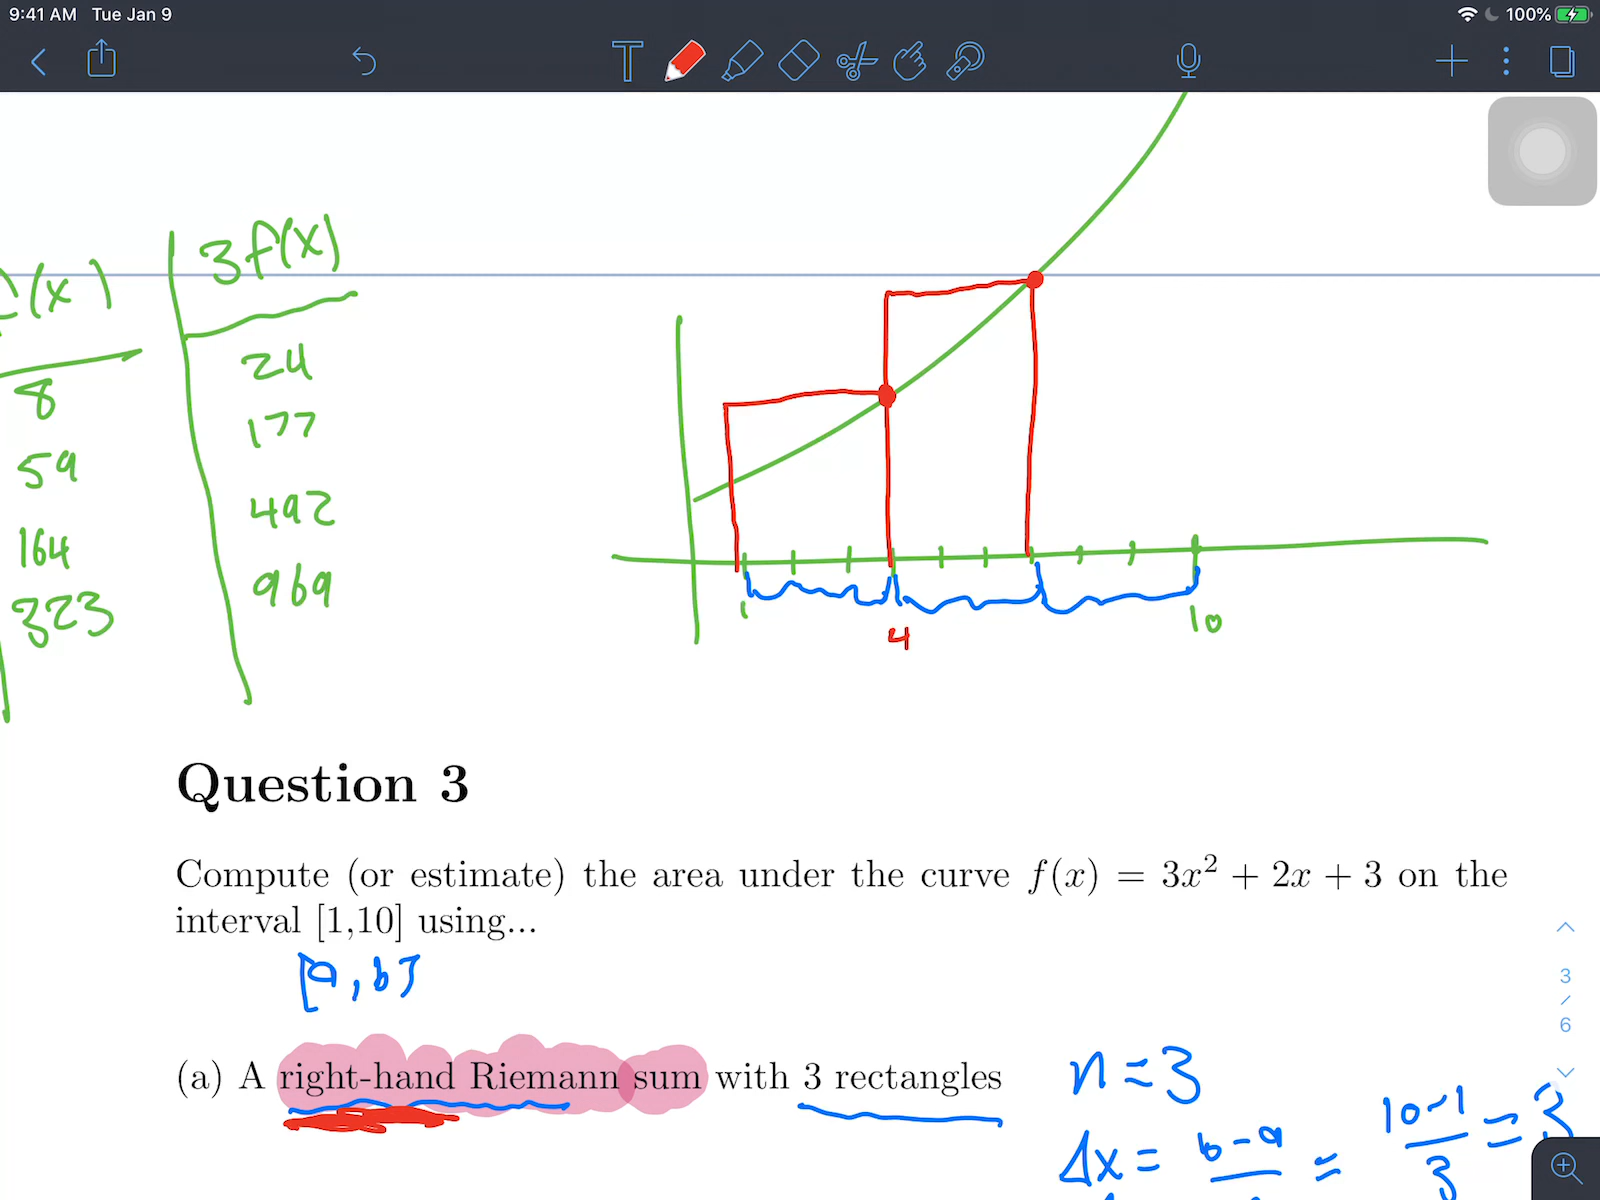 9:41 AM Tue Jan 9
100%
T
(x)
3f(x)
8
24
59
177
164
492
323
969
1
4
10
Question 3
Compute (or estimate) the area under the curve f(x) = 3x² + 2x + 3 on the
interval [1,10] using...
[a, b]
3
/
6
(a) A right-hand Riemann sum with 3 rectangles
n = 3
Δx = b-a = 10-1 / 3 = 3